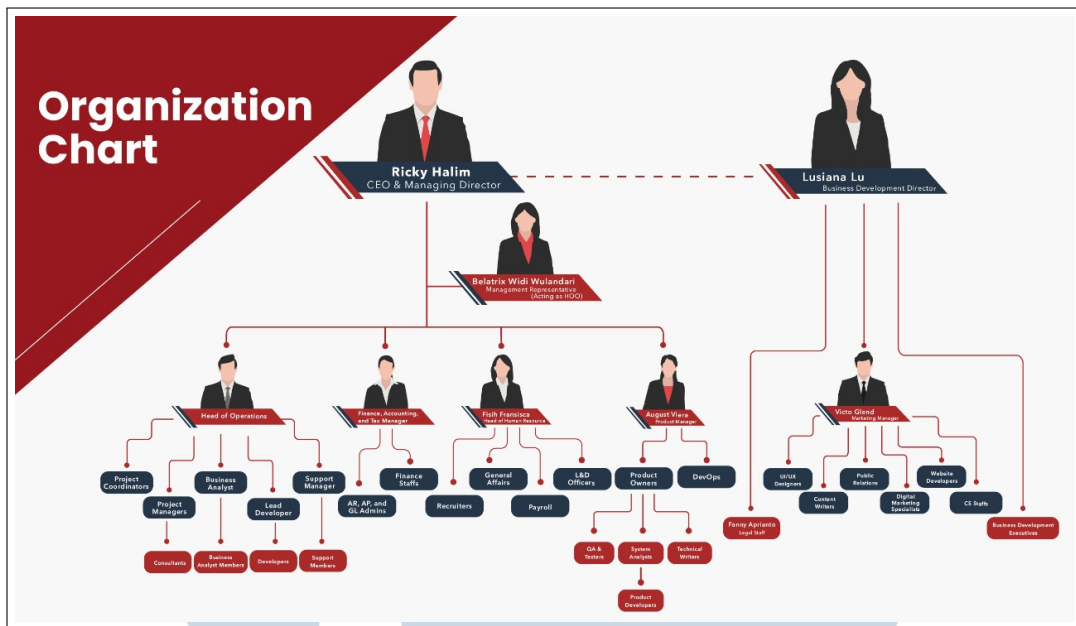 Organization
Chart
Ricky Halim
CEO & Managing Director
Lusiana Lu
Business Development Director
Belatrix Widi Wulandari
Management Representative
(Acting as HOO)
Head of Operations
Finance, Accounting,
and Tax Manager
Fisih Fransisca
Head of Human Resource
August Viera
Product Manager
Victo Glend
Marketing Manager
Project
Coordinators
Project
Managers
Business
Analyst
Lead
Developer
Support
Manager
Consultants
Business
Analyst Members
Developers
Support
Members
AR, AP, and
GL Admins
Finance
Staffs
Recruiters
General
Affairs
Payroll
L&D
Officers
Product
Owners
DevOps
QA &
Testers
System
Analysts
Technical
Writers
Product
Developers
UI/UX
Designers
Content
Writers
Public
Relations
Digital
Marketing
Specialists
Website
Developers
CS Staffs
Fanny Aprianto
Legal Staff
Business Development
Executives